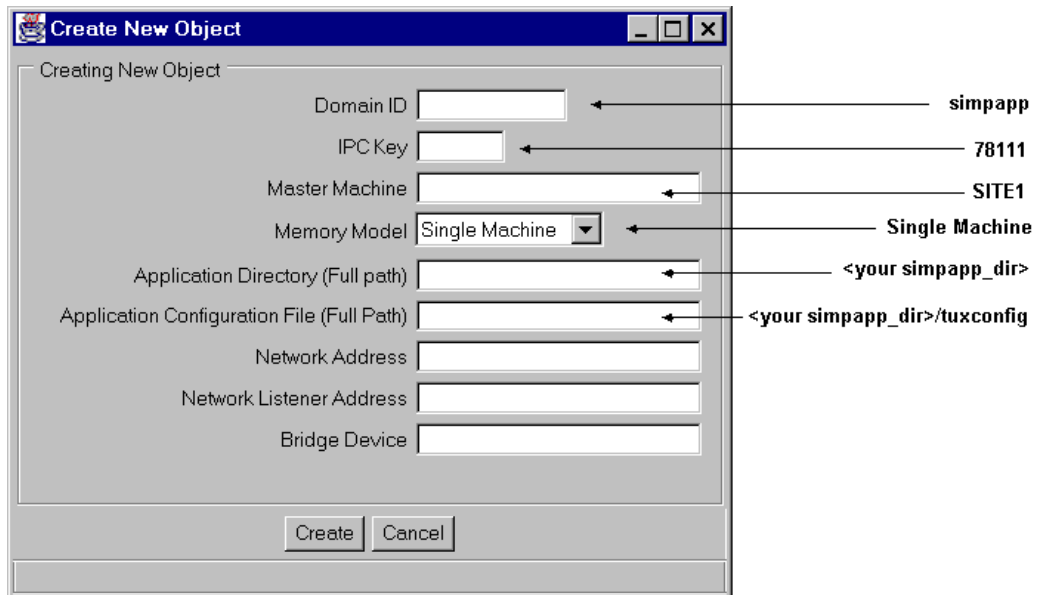 Create New Object
Creating New Object
Domain ID
simpapp
IPC Key
78111
Master Machine
SITE1
Memory Model Single Machine
Single Machine
Application Directory (Full path)
<your simpapp_dir>
Application Configuration File (Full Path)
<your simpapp_dir>/tuxconfig
Network Address
Network Listener Address
Bridge Device
Create Cancel